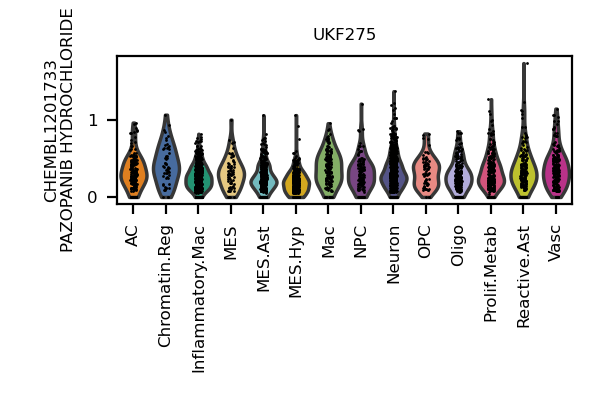 UKF275
CHEMBL1201733
PAZOPANIB HYDROCHLORIDE
1
0
AC
Chromatin.Reg
Inflammatory.Mac
MES
MES.Ast
MES.Hyp
Mac
NPC
Neuron
OPC
Oligo
Prolif.Metab
Reactive.Ast
Vasc